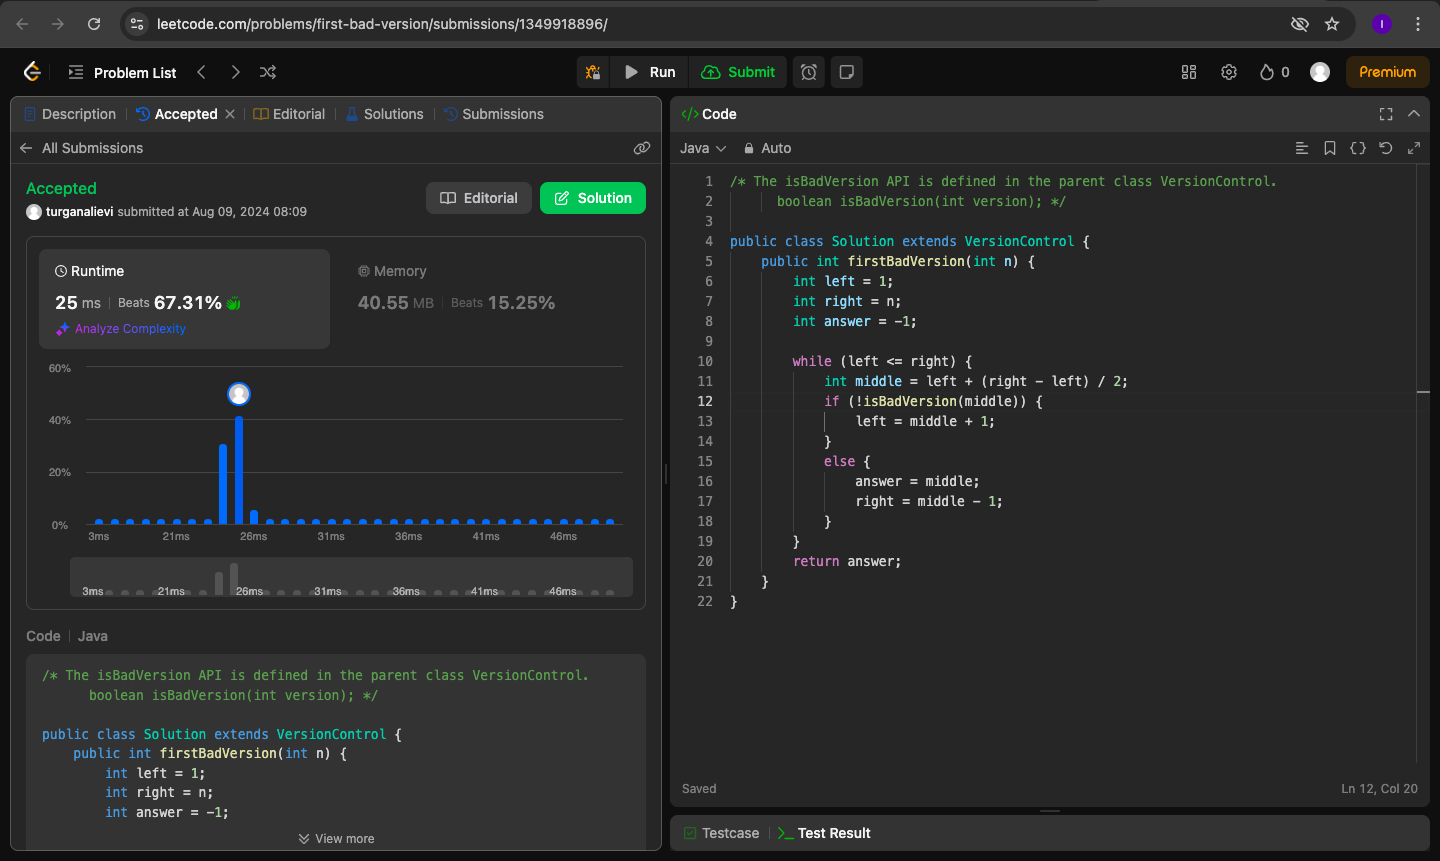 leetcode.com/problems/first-bad-version/submissions/1349918896/
I
Problem List
Run
Submit
0
Premium
Description
Accepted
Editorial
Solutions
Submissions
All Submissions
Accepted
turganalievi submitted at Aug 09, 2024 08:09
Editorial
Solution
Runtime
25 ms | Beats 67.31%
Analyze Complexity
Memory
40.55 MB | Beats 15.25%
60%
40%
20%
0%
3ms 21ms 26ms 31ms 36ms 41ms 46ms
3ms 21ms 26ms 31ms 36ms 41ms 46ms
Code | Java
/* The isBadVersion API is defined in the parent class VersionControl.
boolean isBadVersion(int version); */
public class Solution extends VersionControl {
public int firstBadVersion(int n) {
int left = 1;
int right = n;
int answer = -1;
View more
</> Code
Java
Auto
1 /* The isBadVersion API is defined in the parent class VersionControl.
2 boolean isBadVersion(int version); */
3
4 public class Solution extends VersionControl {
5 public int firstBadVersion(int n) {
6 int left = 1;
7 int right = n;
8 int answer = -1;
9
10 while (left <= right) {
11 int middle = left + (right - left) / 2;
12 if (!isBadVersion(middle)) {
13 left = middle + 1;
14 }
15 else {
16 answer = middle;
17 right = middle - 1;
18 }
19 }
20 return answer;
21 }
22 }
Saved
Ln 12, Col 20
Testcase
Test Result